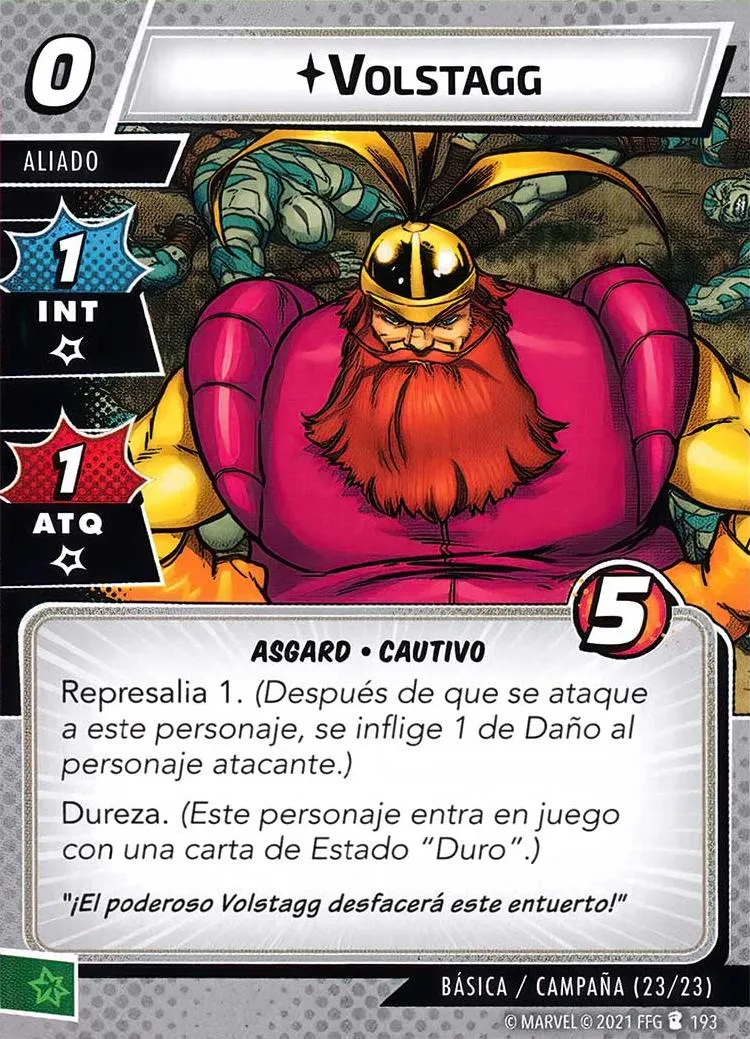 0
✦VOLSTAGG
ALIADO
1
INT
1
ATQ
5
ASGARD • CAUTIVO
Represalia 1. (Después de que se ataque
a este personaje, se inflige 1 de Daño al
personaje atacante.)
Dureza. (Este personaje entra en juego
con una carta de Estado “Duro”.)
"¡El poderoso Volstagg desfacerá este entuerto!"
BÁSICA / CAMPAÑA (23/23)
© MARVEL © 2021 FFG 193